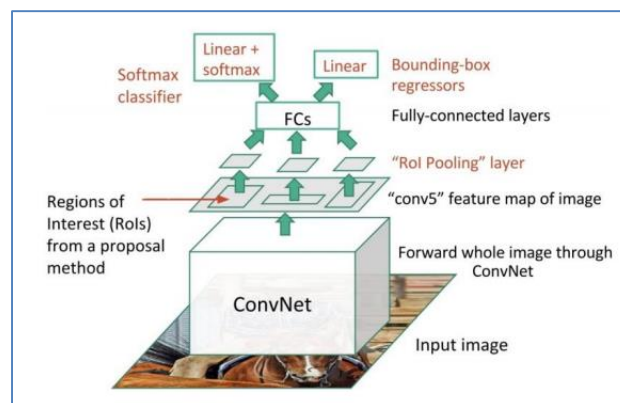 Linear +
softmax
Linear
Softmax
classifier
Bounding-box
regressors
FCs
Fully-connected layers
"RoI Pooling" layer
"conv5" feature map of image
Regions of
Interest (RoIs)
from a proposal
method
Forward whole image through
ConvNet
ConvNet
Input image